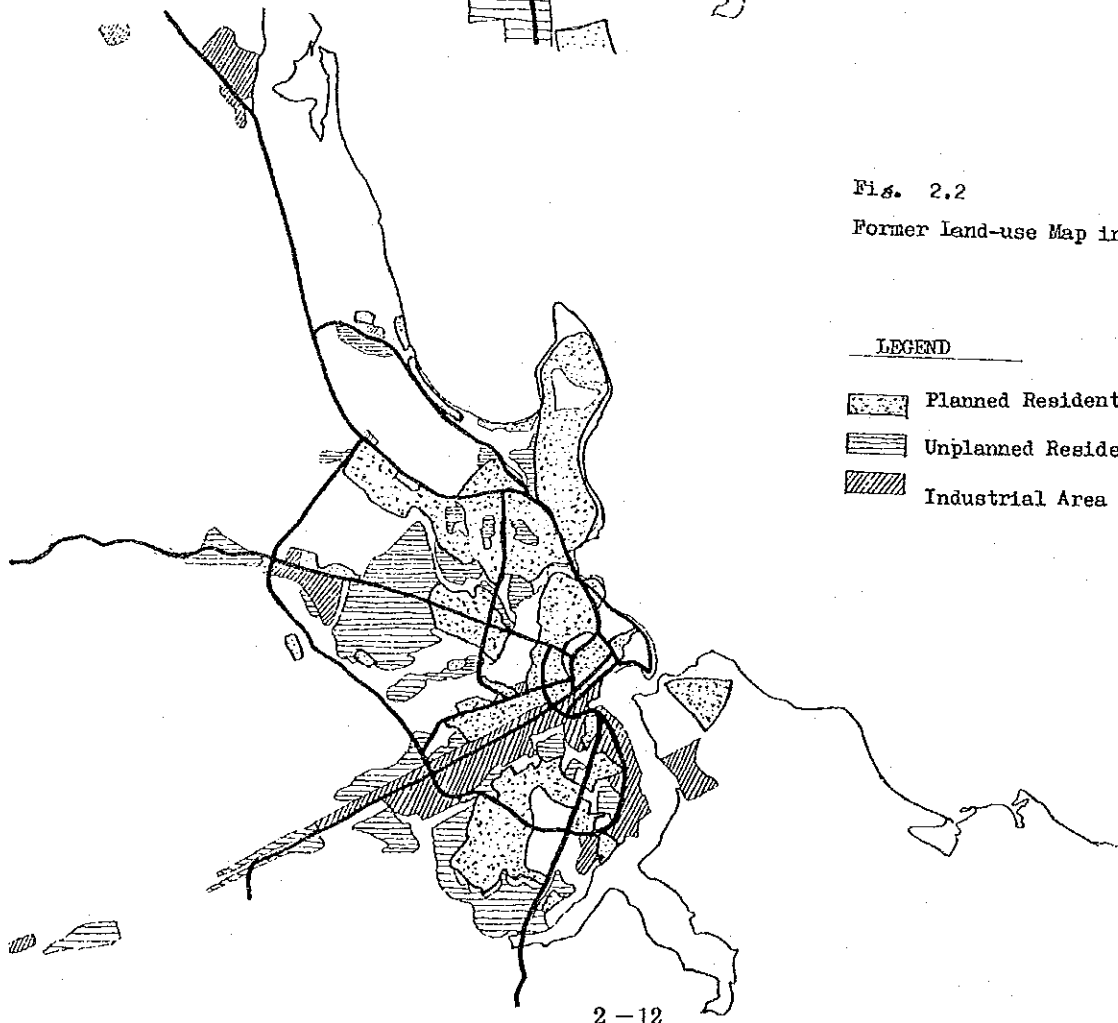 Fig. 2.2
Former Land-use Map in
LEGEND
Planned Resident
Unplanned Reside
Industrial Area
2-12